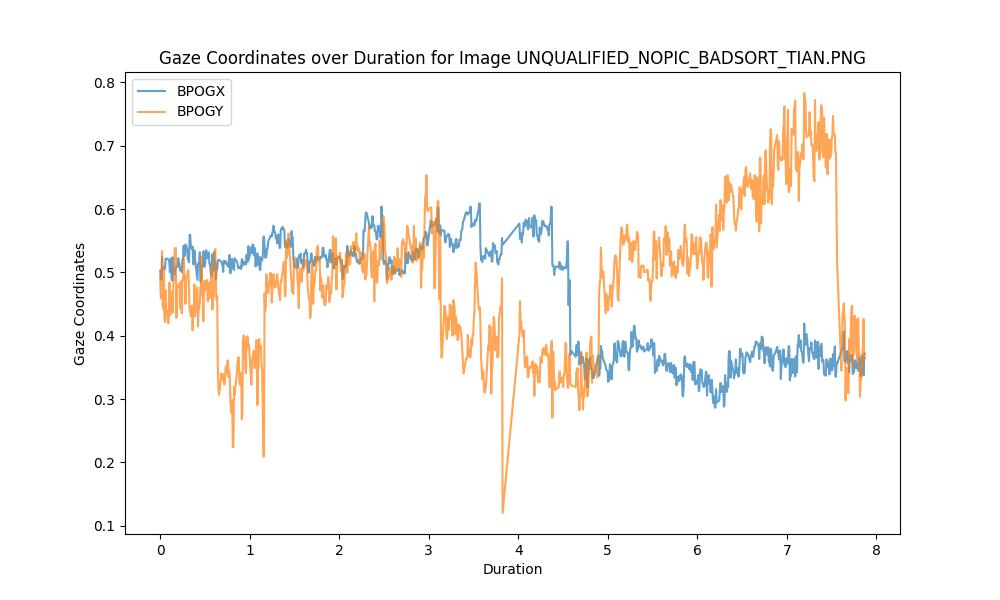 Gaze Coordinates over Duration for Image UNQUALIFIED_NOPIC_BADSORT_TIAN.PNG
BPOGX
BPOGY
0.8
0.7
0.6
0.5
0.4
0.3
0.2
0.1
Gaze Coordinates
0 1 2 3 4 5 6 7 8
Duration